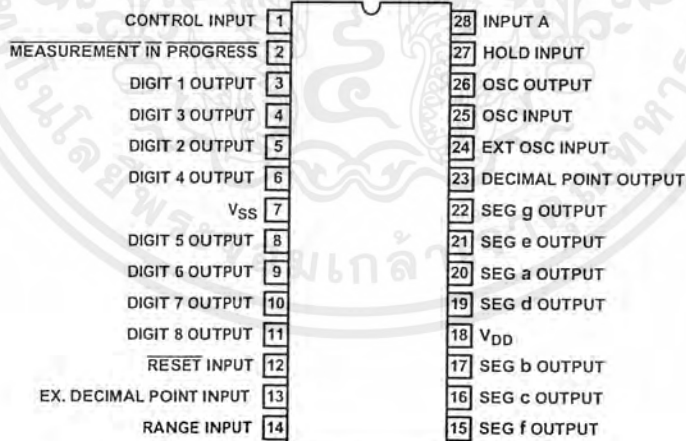 CONTROL INPUT 1
MEASUREMENT IN PROGRESS 2
DIGIT 1 OUTPUT 3
DIGIT 3 OUTPUT 4
DIGIT 2 OUTPUT 5
DIGIT 4 OUTPUT 6
VSS 7
DIGIT 5 OUTPUT 8
DIGIT 6 OUTPUT 9
DIGIT 7 OUTPUT 10
DIGIT 8 OUTPUT 11
RESET INPUT 12
EX. DECIMAL POINT INPUT 13
RANGE INPUT 14
28 INPUT A
27 HOLD INPUT
26 OSC OUTPUT
25 OSC INPUT
24 EXT OSC INPUT
23 DECIMAL POINT OUTPUT
22 SEG g OUTPUT
21 SEG e OUTPUT
20 SEG a OUTPUT
19 SEG d OUTPUT
18 VDD
17 SEG b OUTPUT
16 SEG c OUTPUT
15 SEG f OUTPUT